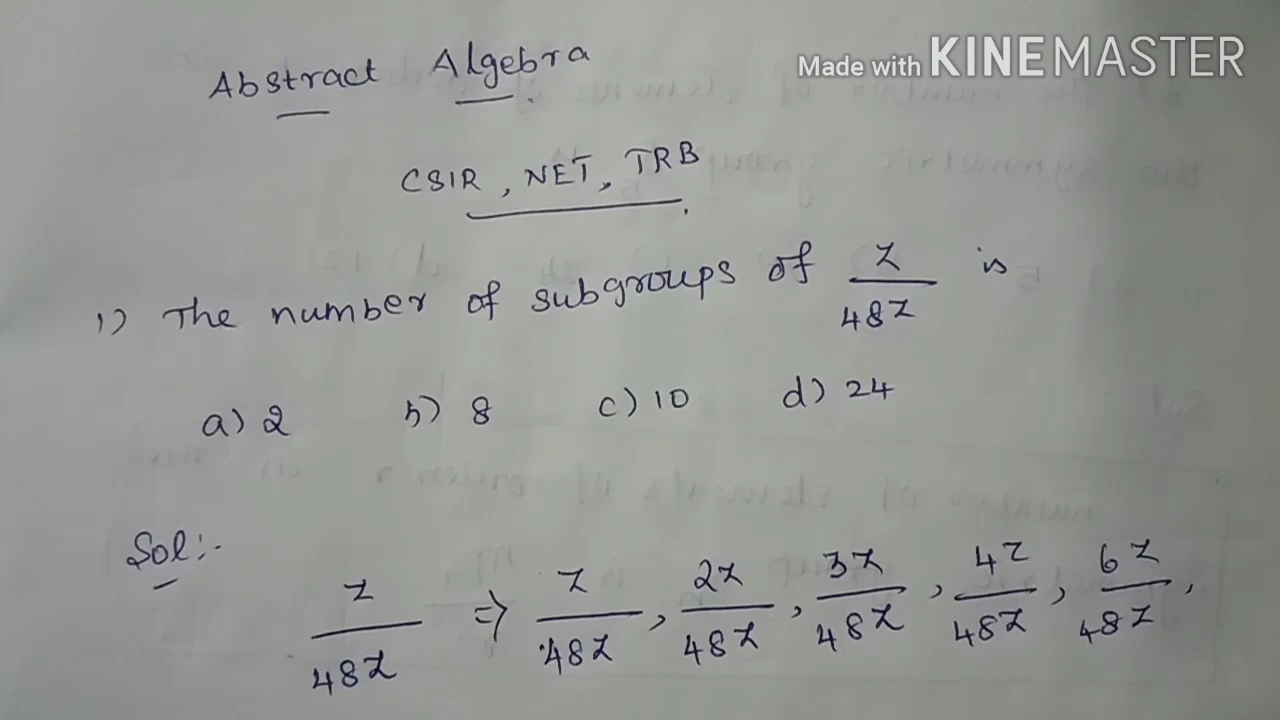 Made with KINEMASTER
Abstract Algebra
CSIR, NET, TRB
1) The number of subgroups of Z/48Z is
a) 2 b) 8 c) 10 d) 24
Sol:-
Z/48Z => Z/48Z, 2Z/48Z, 3Z/48Z, 4Z/48Z, 6Z/48Z,